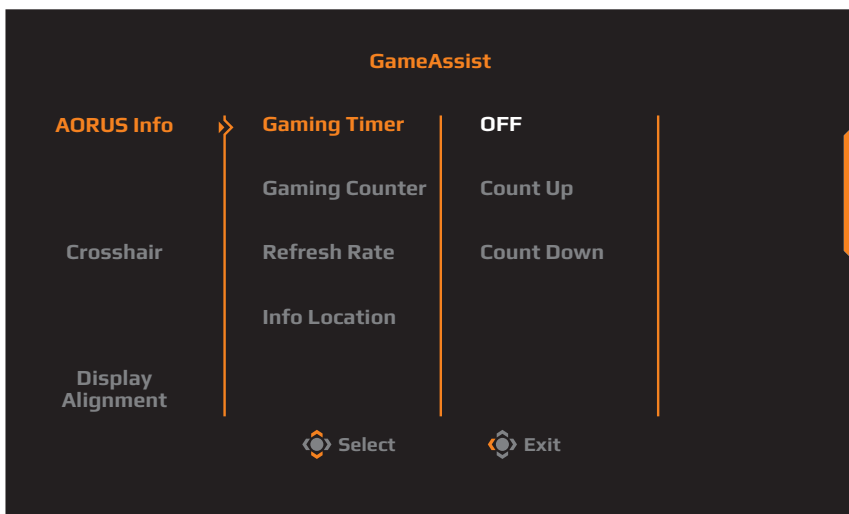 GameAssist
AORUS Info
Gaming Timer
OFF
Gaming Counter
Count Up
Crosshair
Refresh Rate
Count Down
Info Location
Display
Alignment
Select
Exit